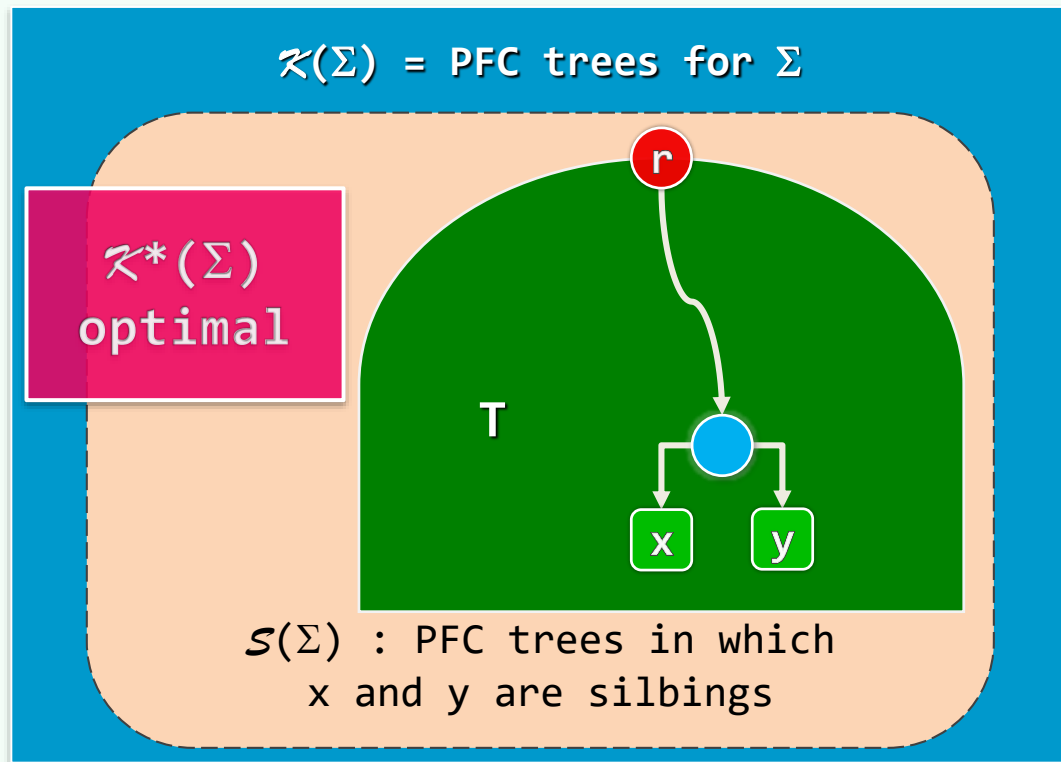 𝒦(Σ) = PFC trees for Σ
r
𝒦*(Σ)
optimal
T
x
y
𝒮(Σ) : PFC trees in which
x and y are silbings